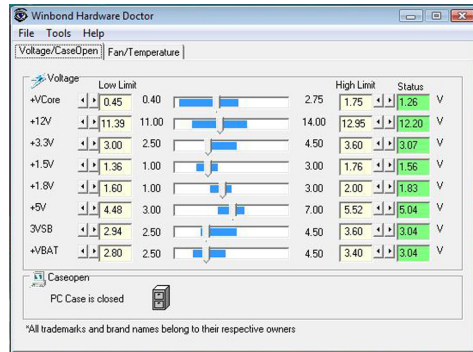 Winbond Hardware Doctor
File Tools Help
Voltage/CaseOpen Fan/Temperature
Voltage Low Limit High Limit Status
+VCore 0.45 0.40 2.75 1.75 1.26 V
+12V 11.39 11.00 14.00 12.95 12.20 V
+3.3V 3.00 2.50 4.50 3.60 3.07 V
+1.5V 1.36 1.00 3.00 1.76 1.56 V
+1.8V 1.60 1.00 3.00 2.00 1.83 V
+5V 4.48 3.00 7.00 5.52 5.04 V
3VSB 2.94 2.50 4.50 3.60 3.04 V
+VBAT 2.80 2.50 4.50 3.40 3.04 V
Caseopen
PC Case is closed
*All trademarks and brand names belong to their respective owners